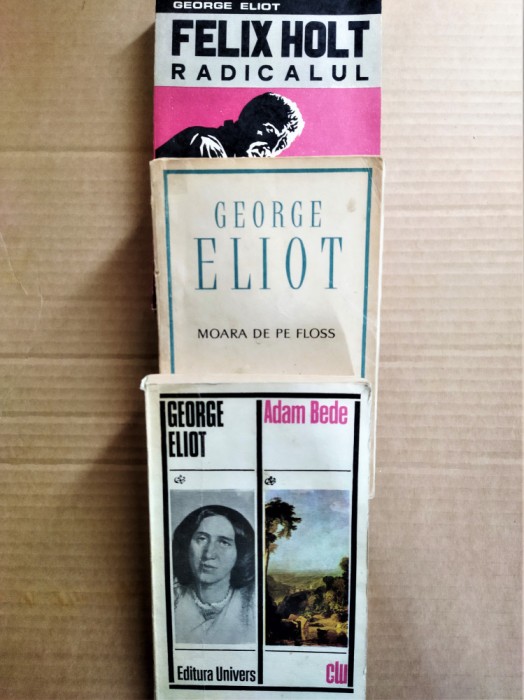 GEORGE ELIOT
FELIX HOLT
RADICALUL
GEORGE
ELIOT
MOARA DE PE FLOSS
GEORGE
ELIOT
Adam Bede
Editura Univers
clu